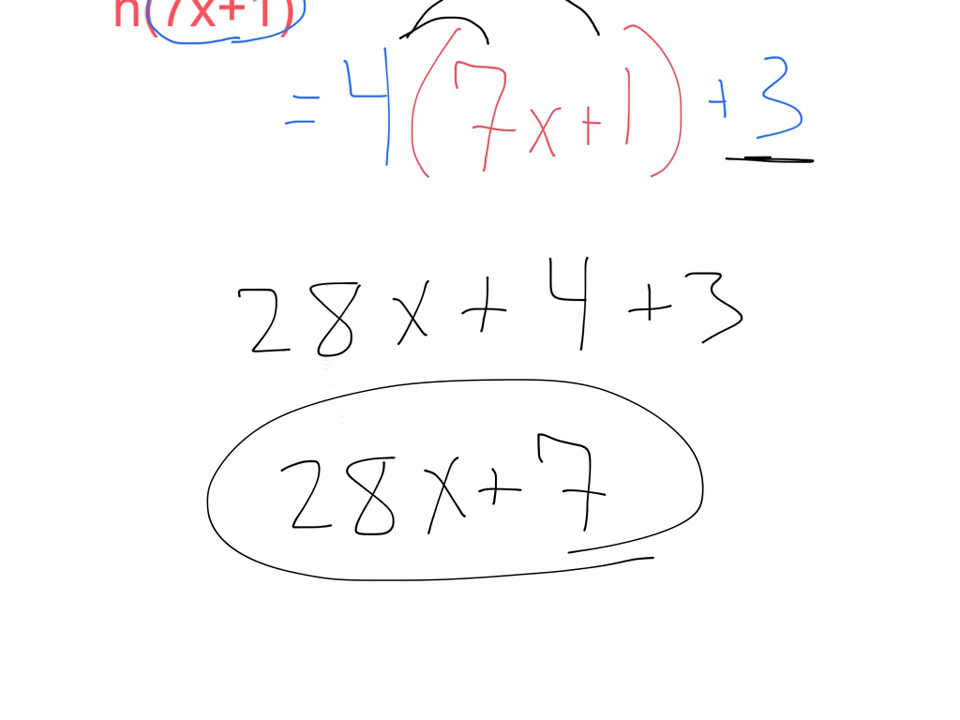 h(7x+1)
= 4(7x+1) + 3
28x + 4 + 3
28x + 7